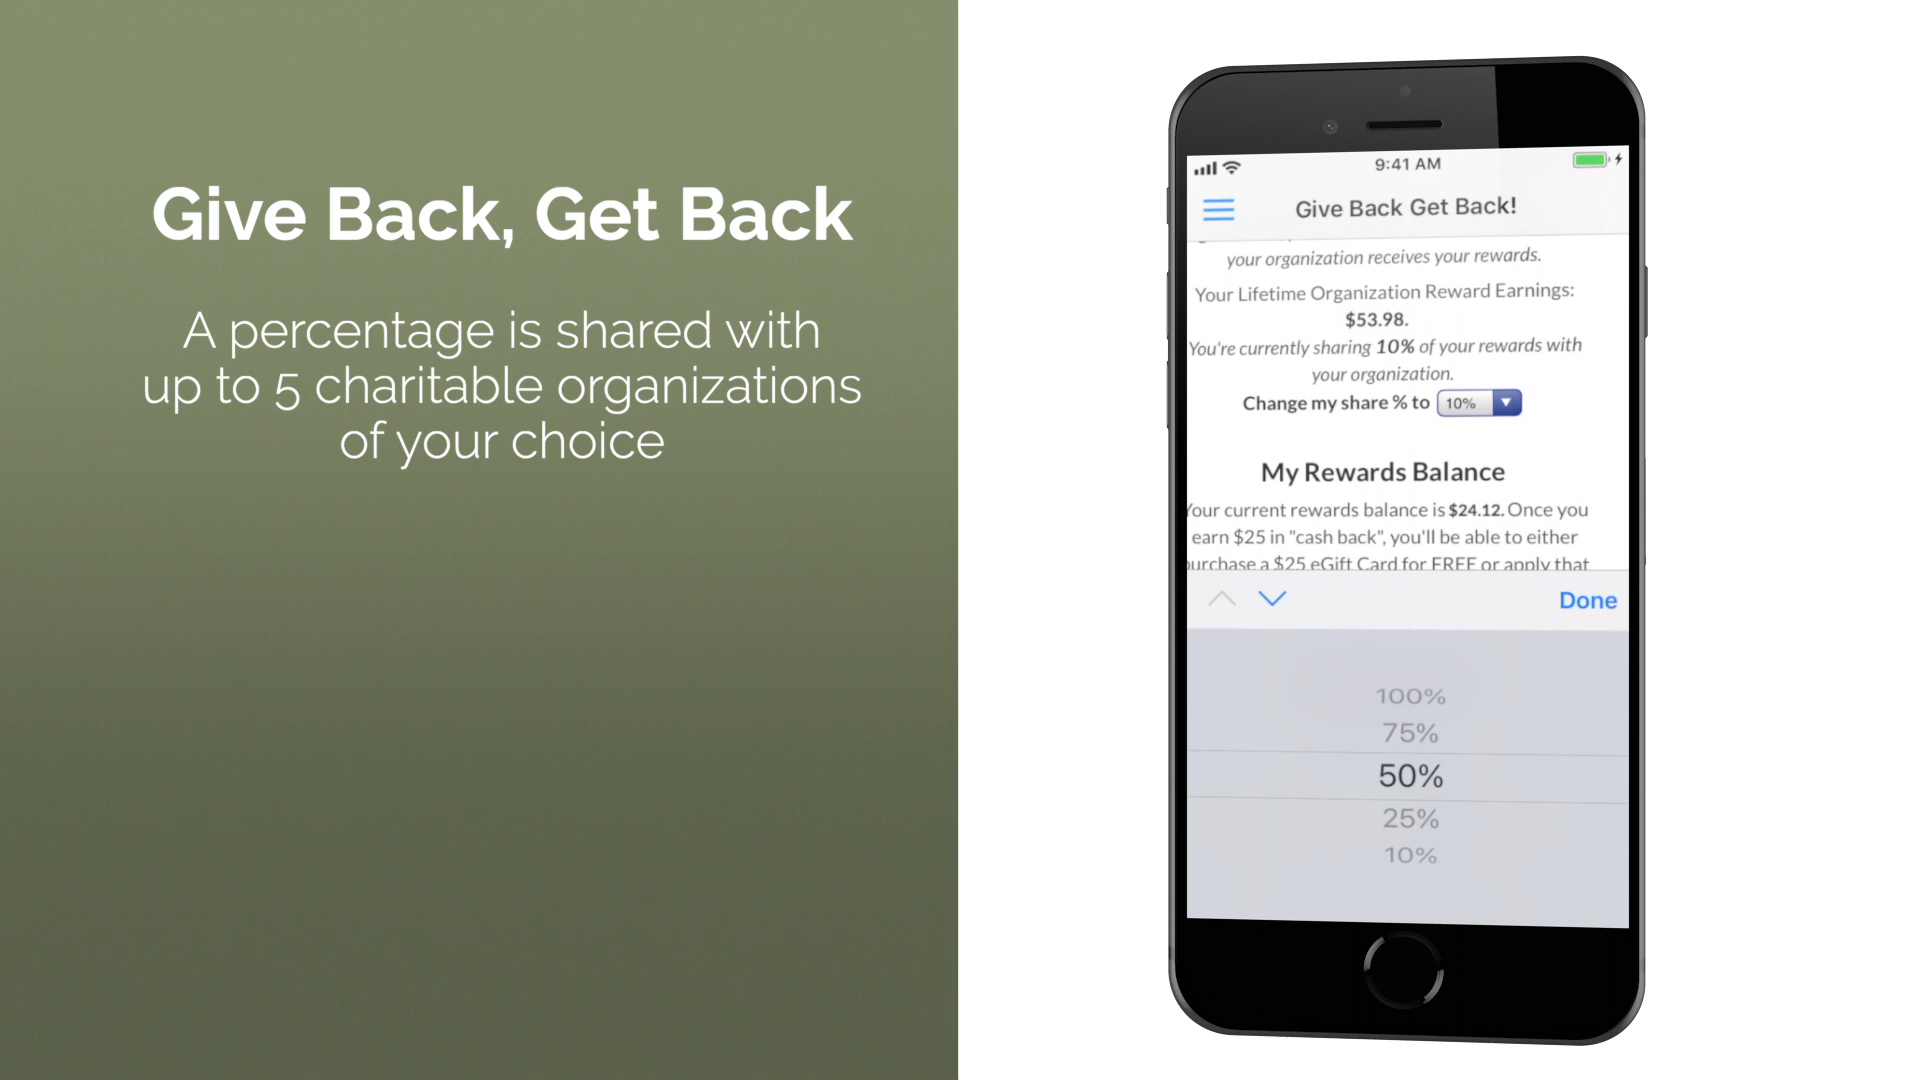 Give Back, Get Back
A percentage is shared with
up to 5 charitable organizations
of your choice
9:41 AM
Give Back Get Back!
your organization receives your rewards.
Your Lifetime Organization Reward Earnings:
$53.98.
You're currently sharing 10% of your rewards with
your organization.
Change my share % to 10%
My Rewards Balance
Your current rewards balance is $24.12. Once you
earn $25 in "cash back", you'll be able to either
purchase a $25 eGift Card for FREE or apply that
Done
100%
75%
50%
25%
10%